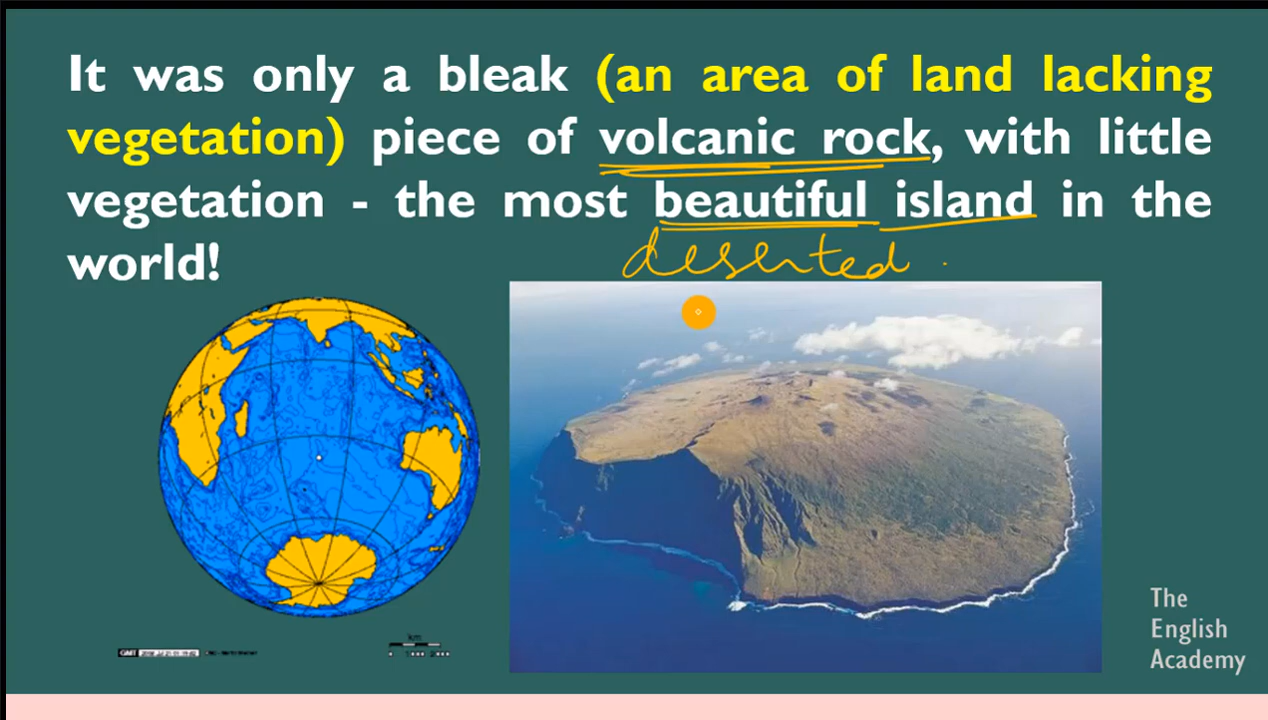 It was only a bleak (an area of land lacking
vegetation) piece of volcanic rock, with little
vegetation - the most beautiful island in the
world!
deserted.
The
English
Academy